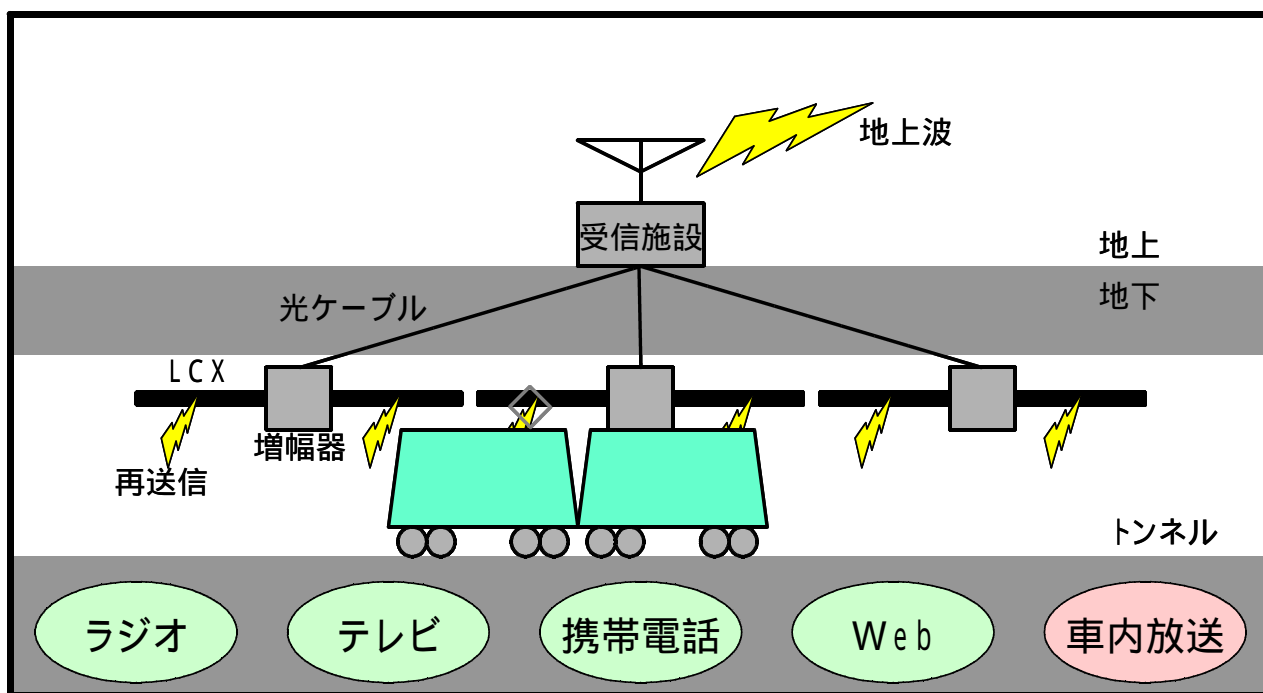 地上波
受信施設
地上
地下
光ケーブル
LCX
増幅器
再送信
トンネル
ラジオ
テレビ
携帯電話
Web
車内放送